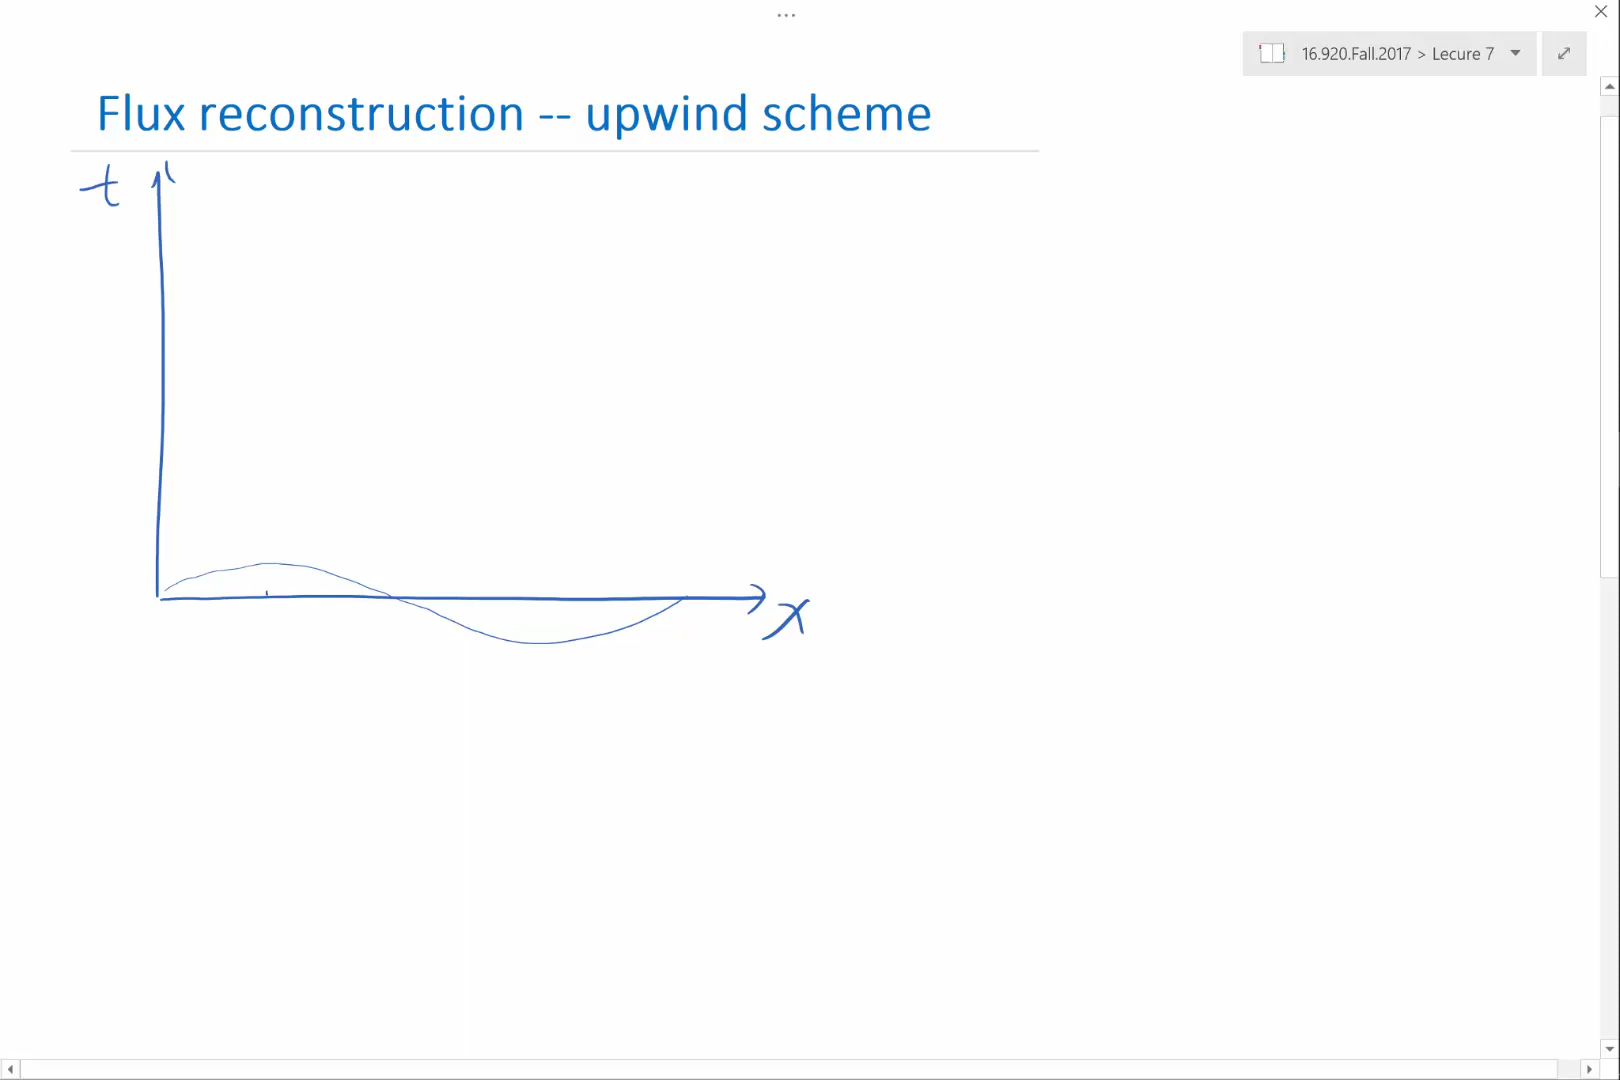 ...
16.920.Fall.2017 > Lecure 7
Flux reconstruction -- upwind scheme
t
x